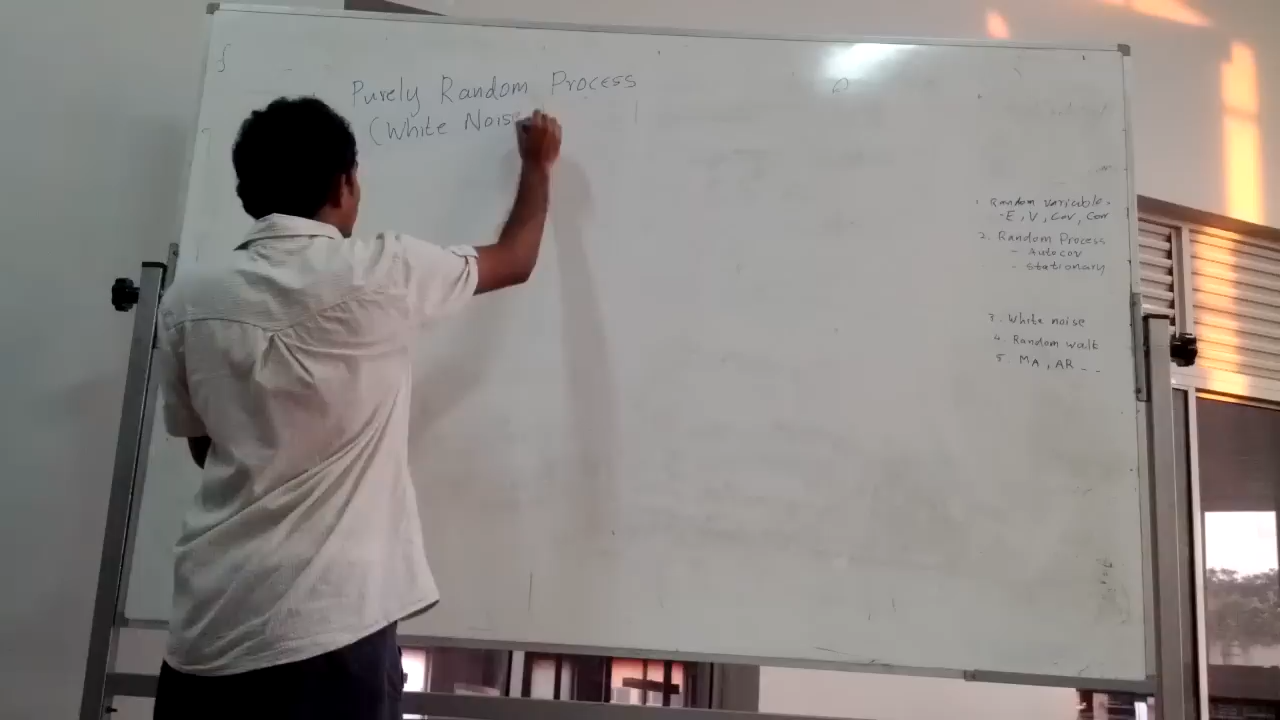 Purely Random Process
(White Noise
1. Random variable,
- E, V, Cov, Corr
2. Random Process
- Autocov
- Stationary
3. White noise
4. Random walk
5. MA, AR - -